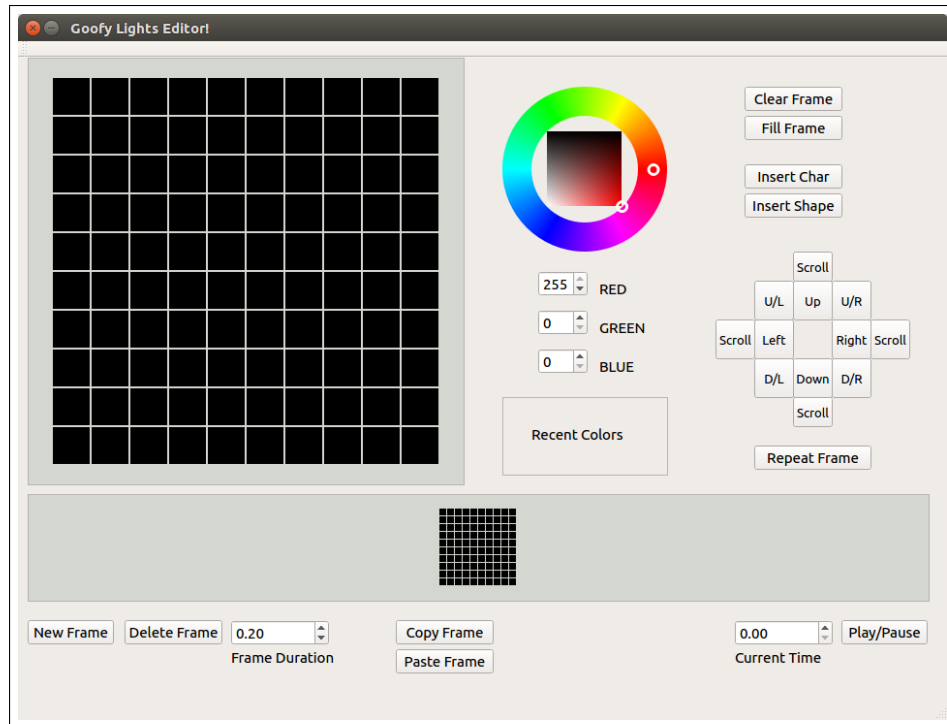 Goofy Lights Editor!
Clear Frame
Fill Frame
Insert Char
Insert Shape
255 RED
0 GREEN
0 BLUE
Recent Colors
Scroll
U/L Up U/R
Scroll Left Right Scroll
D/L Down D/R
Scroll
Repeat Frame
New Frame Delete Frame 0.20 Copy Frame 0.00 Play/Pause
Frame Duration Paste Frame Current Time